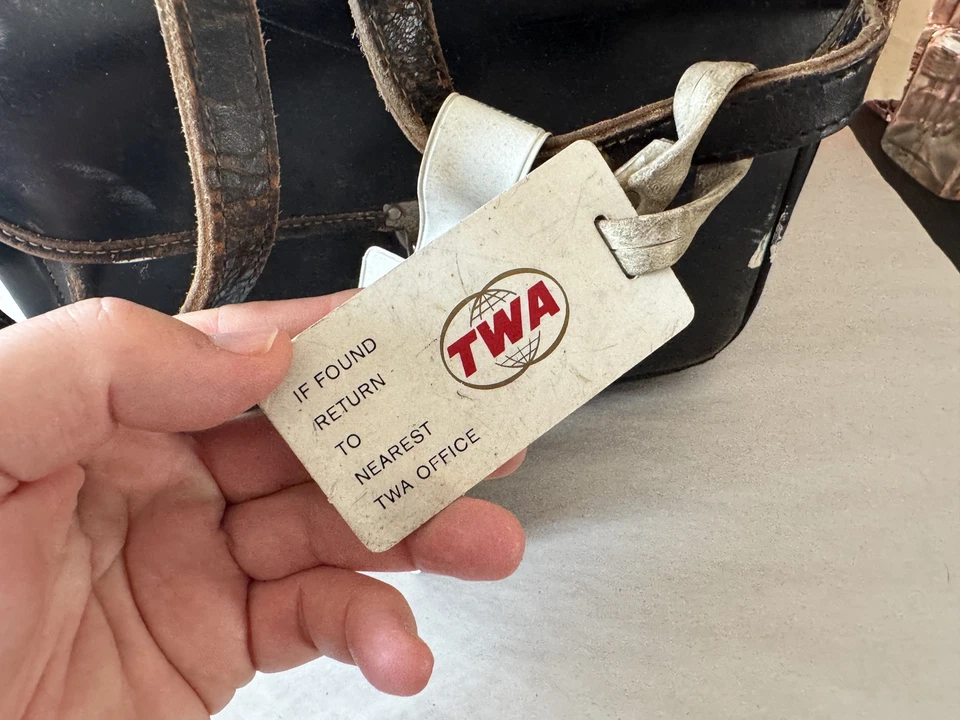 TWA
IF FOUND
RETURN
TO
NEAREST
TWA OFFICE